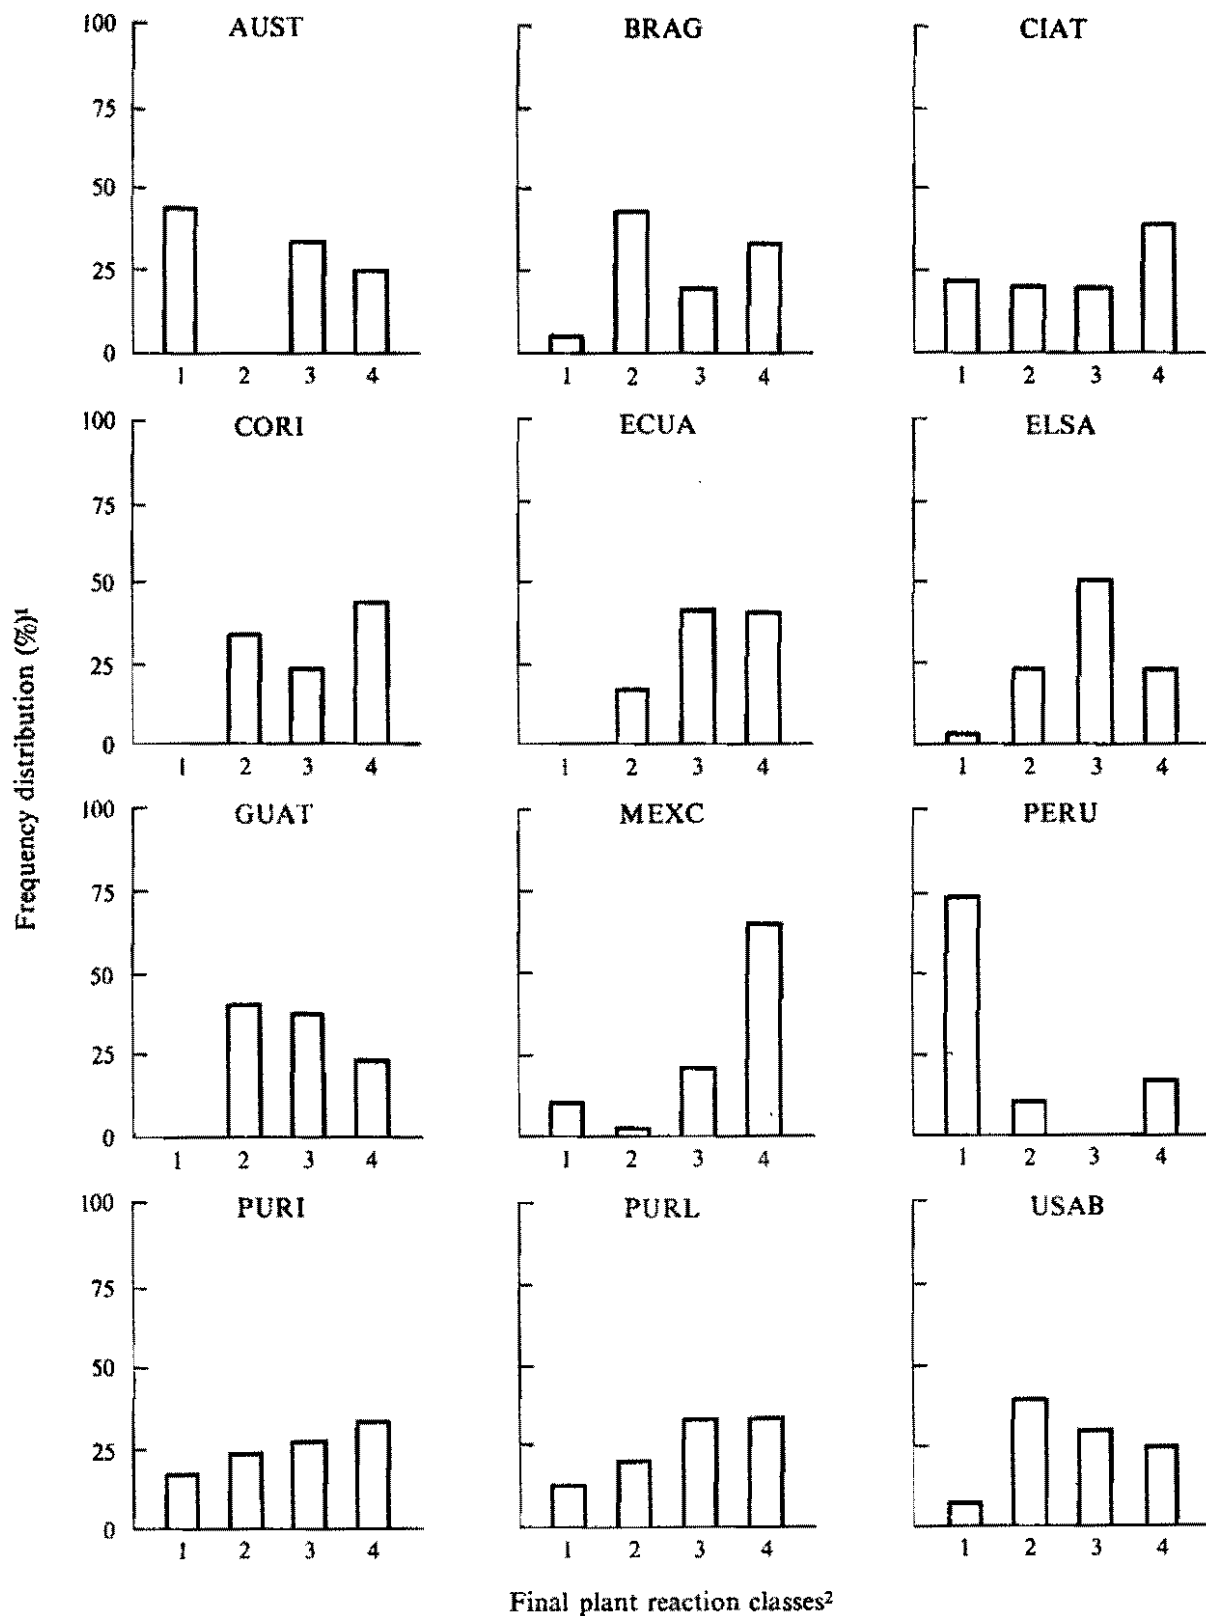 AUST BRAG CIAT
100
75
50
25
0
1 2 3 4 1 2 3 4 1 2 3 4
CORI ECUA ELSA
100
75
50
25
0
1 2 3 4 1 2 3 4 1 2 3 4
GUAT MEXC PERU
100
75
50
25
0
1 2 3 4 1 2 3 4 1 2 3 4
PURI PURL USAB
100
75
50
25
0
1 2 3 4 1 2 3 4 1 2 3 4
Frequency distribution (%)¹
Final plant reaction classes²